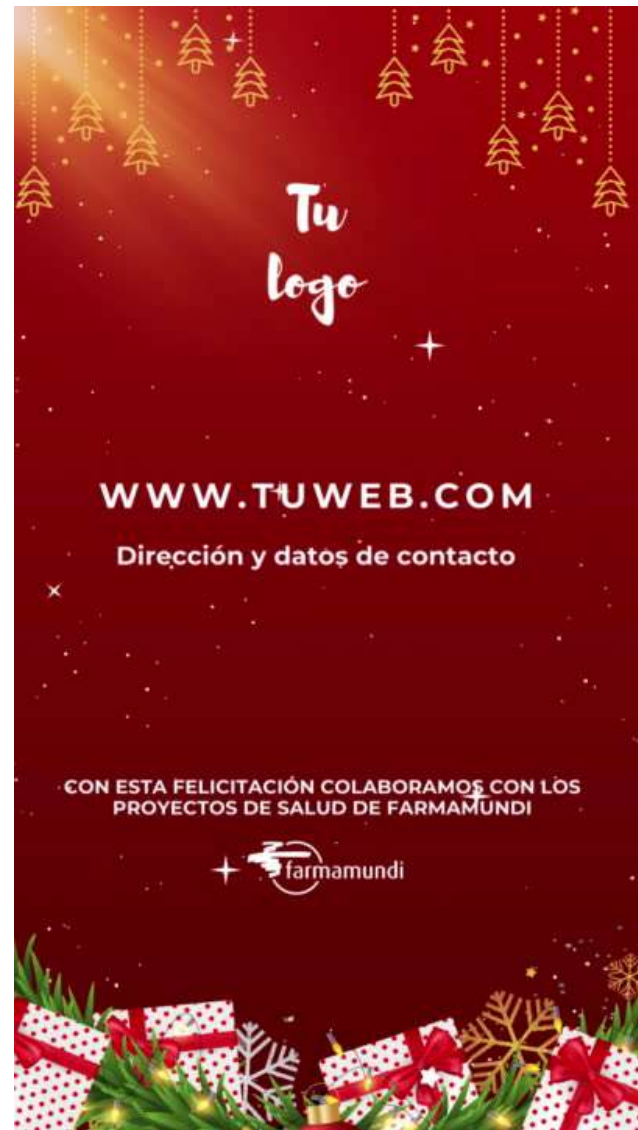 Tu
logo
WWW.TUWEB.COM
Dirección y datos de contacto
CON ESTA FELICITACIÓN COLABORAMOS CON LOS
PROYECTOS DE SALUD DE FARMAMUNDI
farmamundi